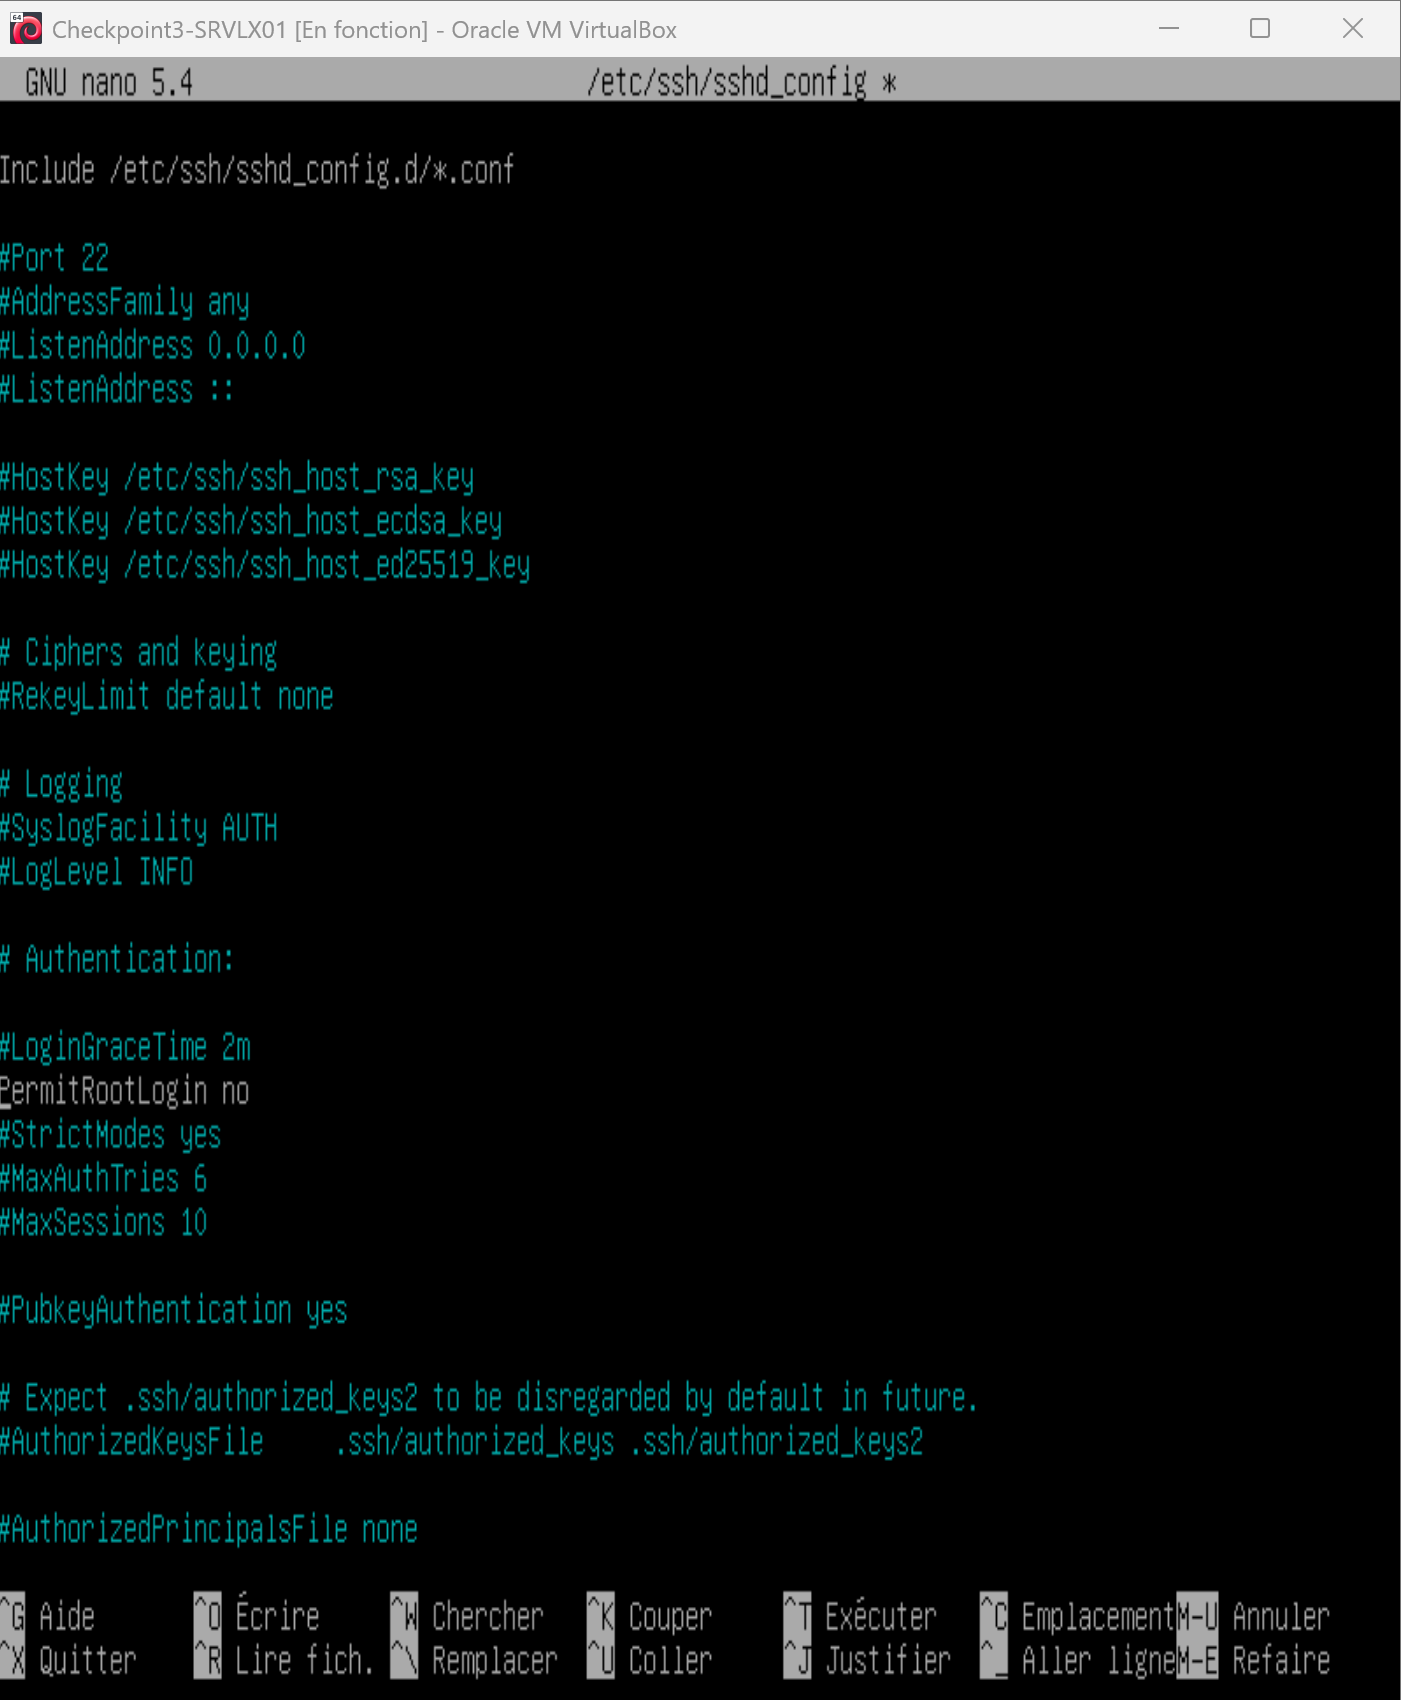 64
Checkpoint3-SRVLX01 [En fonction] - Oracle VM VirtualBox
GNU nano 5.4 /etc/ssh/sshd_config *
Include /etc/ssh/sshd_config.d/*.conf
#Port 22
#AddressFamily any
#ListenAddress 0.0.0.0
#ListenAddress ::
#HostKey /etc/ssh/ssh_host_rsa_key
#HostKey /etc/ssh/ssh_host_ecdsa_key
#HostKey /etc/ssh/ssh_host_ed25519_key
# Ciphers and keying
#RekeyLimit default none
# Logging
#SyslogFacility AUTH
#LogLevel INFO
# Authentication:
#LoginGraceTime 2m
PermitRootLogin no
#StrictModes yes
#MaxAuthTries 6
#MaxSessions 10
#PubkeyAuthentication yes
# Expect .ssh/authorized_keys2 to be disregarded by default in future.
#AuthorizedKeysFile .ssh/authorized_keys .ssh/authorized_keys2
#AuthorizedPrincipalsFile none
^G Aide ^O Écrire ^W Chercher ^K Couper ^T Exécuter ^C Emplacement M-U Annuler
^X Quitter ^R Lire fich. ^\ Remplacer ^U Coller ^J Justifier ^_ Aller ligne M-E Refaire